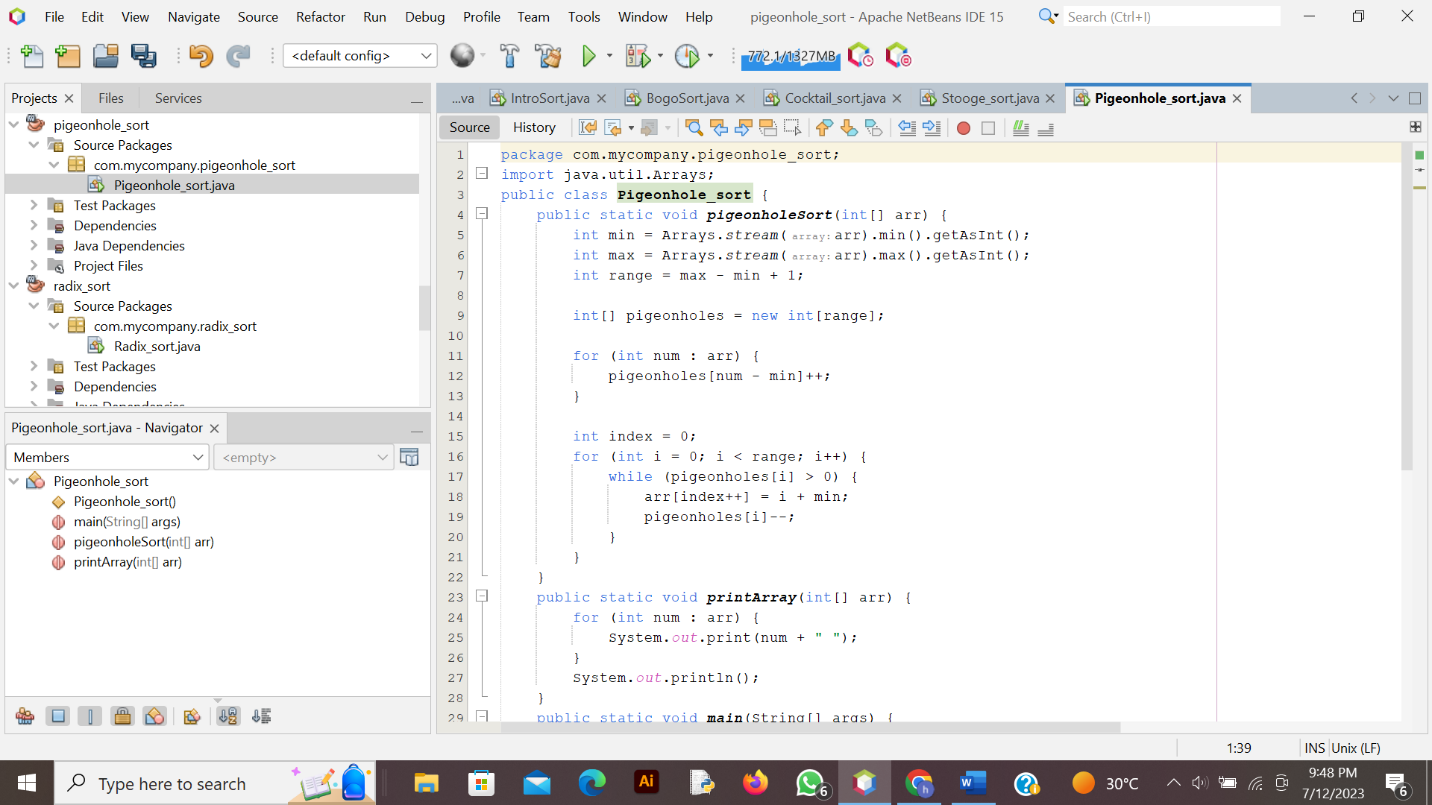 File Edit View Navigate Source Refactor Run Debug Profile Team Tools Window Help pigeonhole_sort - Apache NetBeans IDE 15 Search (Ctrl+I)
<default config> 772.1/1327MB
Projects Files Services
...va IntroSort.java BogoSort.java Cocktail_sort.java Stooge_sort.java Pigeonhole_sort.java
Source History
pigeonhole_sort
Source Packages
com.mycompany.pigeonhole_sort
Pigeonhole_sort.java
Test Packages
Dependencies
Java Dependencies
Project Files
radix_sort
Source Packages
com.mycompany.radix_sort
Radix_sort.java
Test Packages
Dependencies
Java Dependencies
Pigeonhole_sort.java - Navigator
Members <empty>
Pigeonhole_sort
Pigeonhole_sort()
main(String[] args)
pigeonholeSort(int[] arr)
printArray(int[] arr)
1 package com.mycompany.pigeonhole_sort;
2 import java.util.Arrays;
3 public class Pigeonhole_sort {
4 public static void pigeonholeSort(int[] arr) {
5 int min = Arrays.stream( array: arr).min().getAsInt();
6 int max = Arrays.stream( array: arr).max().getAsInt();
7 int range = max - min + 1;
8
9 int[] pigeonholes = new int[range];
10
11 for (int num : arr) {
12 pigeonholes[num - min]++;
13 }
14
15 int index = 0;
16 for (int i = 0; i < range; i++) {
17 while (pigeonholes[i] > 0) {
18 arr[index++] = i + min;
19 pigeonholes[i]--;
20 }
21 }
22 }
23 public static void printArray(int[] arr) {
24 for (int num : arr) {
25 System.out.print(num + " ");
26 }
27 System.out.println();
28 }
29 public static void main(String[] args) {
1:39 INS Unix (LF)
Type here to search
Ai
6
W
30°C
9:48 PM
7/12/2023
6